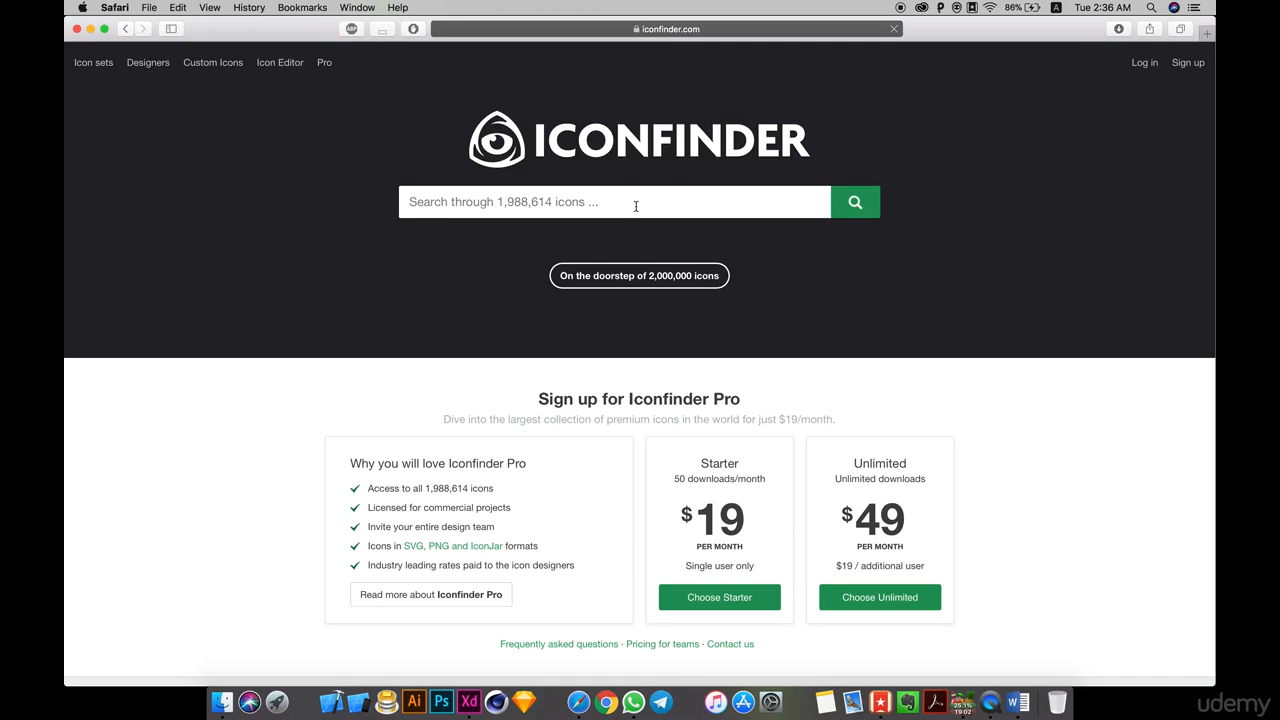 Safari File Edit View History Bookmarks Window Help
86% Tue 2:36 AM
iconfinder.com
Icon sets Designers Custom Icons Icon Editor Pro
Log in Sign up
ICONFINDER
Search through 1,988,614 icons ...
On the doorstep of 2,000,000 icons
Sign up for Iconfinder Pro
Dive into the largest collection of premium icons in the world for just $19/month.
Why you will love Iconfinder Pro
Access to all 1,988,614 icons
Licensed for commercial projects
Invite your entire design team
Icons in SVG, PNG and IconJar formats
Industry leading rates paid to the icon designers
Read more about Iconfinder Pro
Starter
50 downloads/month
$19
PER MONTH
Single user only
Choose Starter
Unlimited
Unlimited downloads
$49
PER MONTH
$19 / additional user
Choose Unlimited
Frequently asked questions · Pricing for teams · Contact us
Ai Ps Xd
udemy